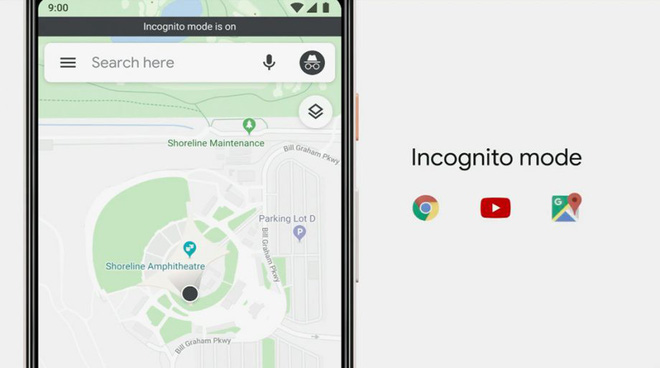 9:00
Incognito mode is on
Search here
Shoreline Maintenance
Bill Graham Pkwy
Parking Lot D
P
Bill Graham Pkwy
Shoreline Amphitheatre
Bill Graham Pkwy
Incognito mode
G